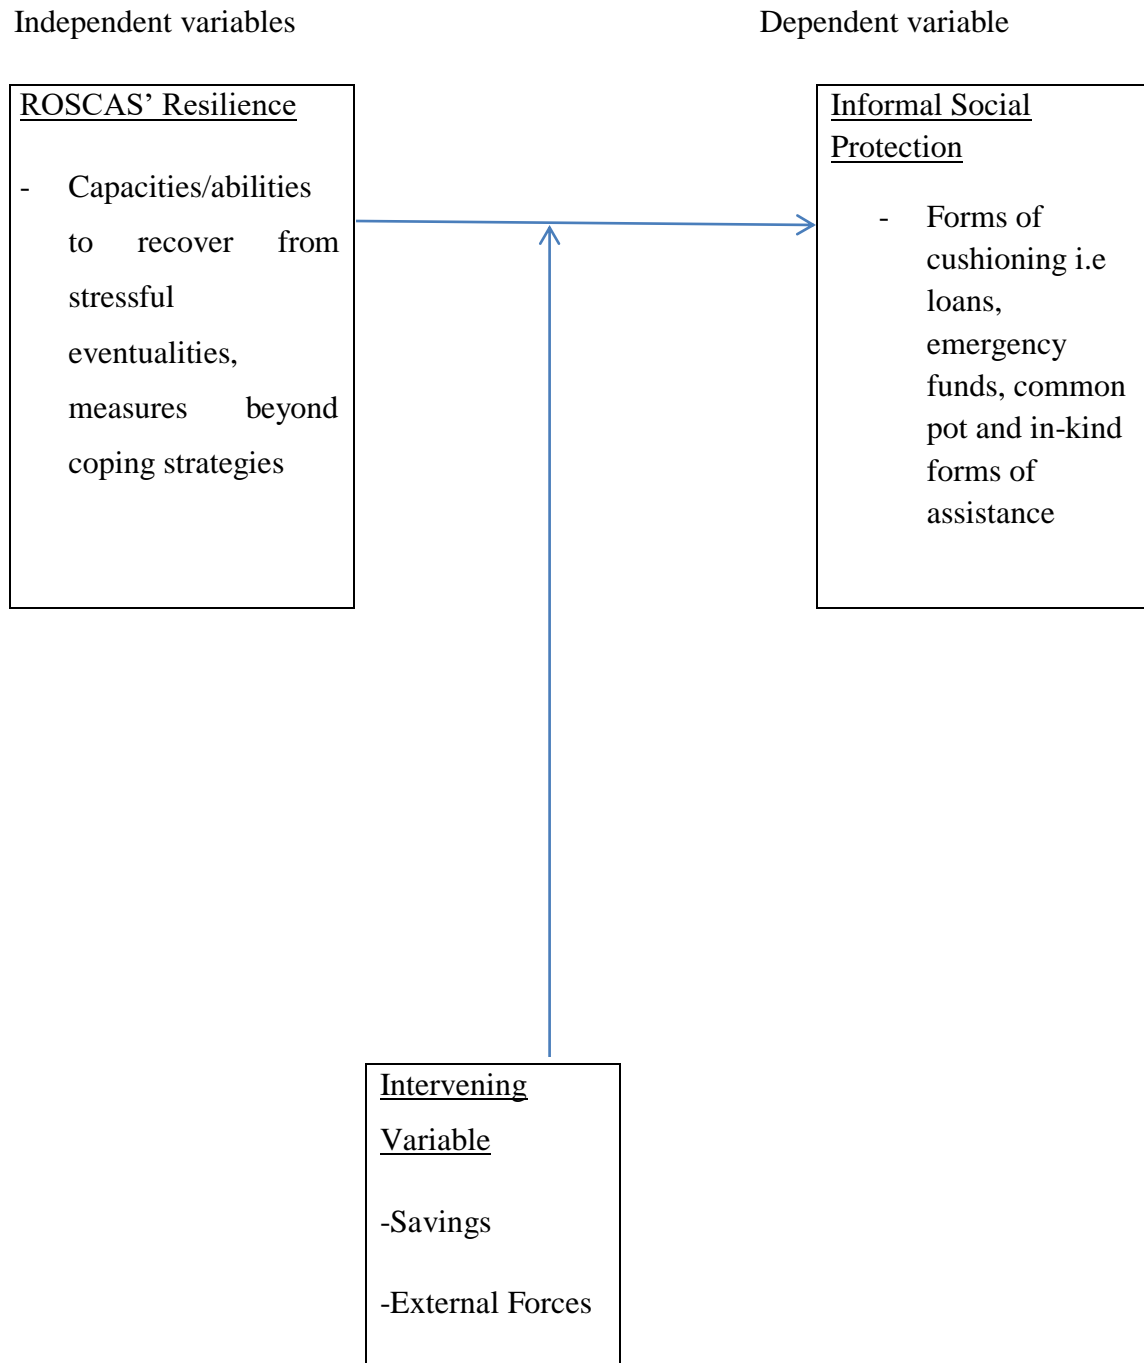 Independent variables
Dependent variable
ROSCAS’ Resilience
- Capacities/abilities
to recover from
stressful
eventualities,
measures beyond
coping strategies
Informal Social
Protection
- Forms of
cushioning i.e
loans,
emergency
funds, common
pot and in-kind
forms of
assistance
Intervening
Variable
-Savings
-External Forces